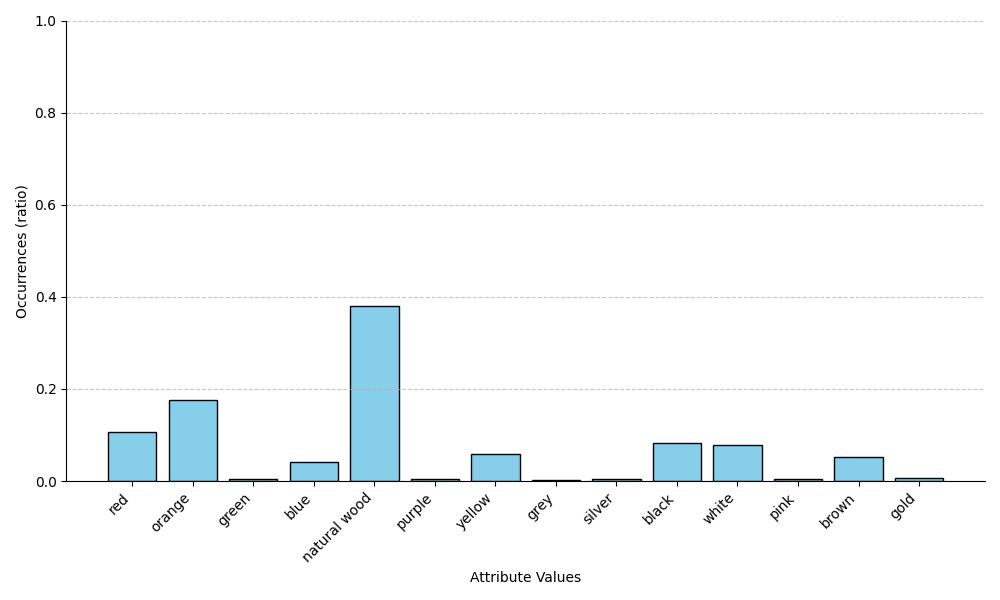 1.0
0.8
0.6
0.4
0.2
0.0
Occurrences (ratio)
red
orange
green
blue
natural wood
purple
yellow
grey
silver
black
white
pink
brown
gold
Attribute Values